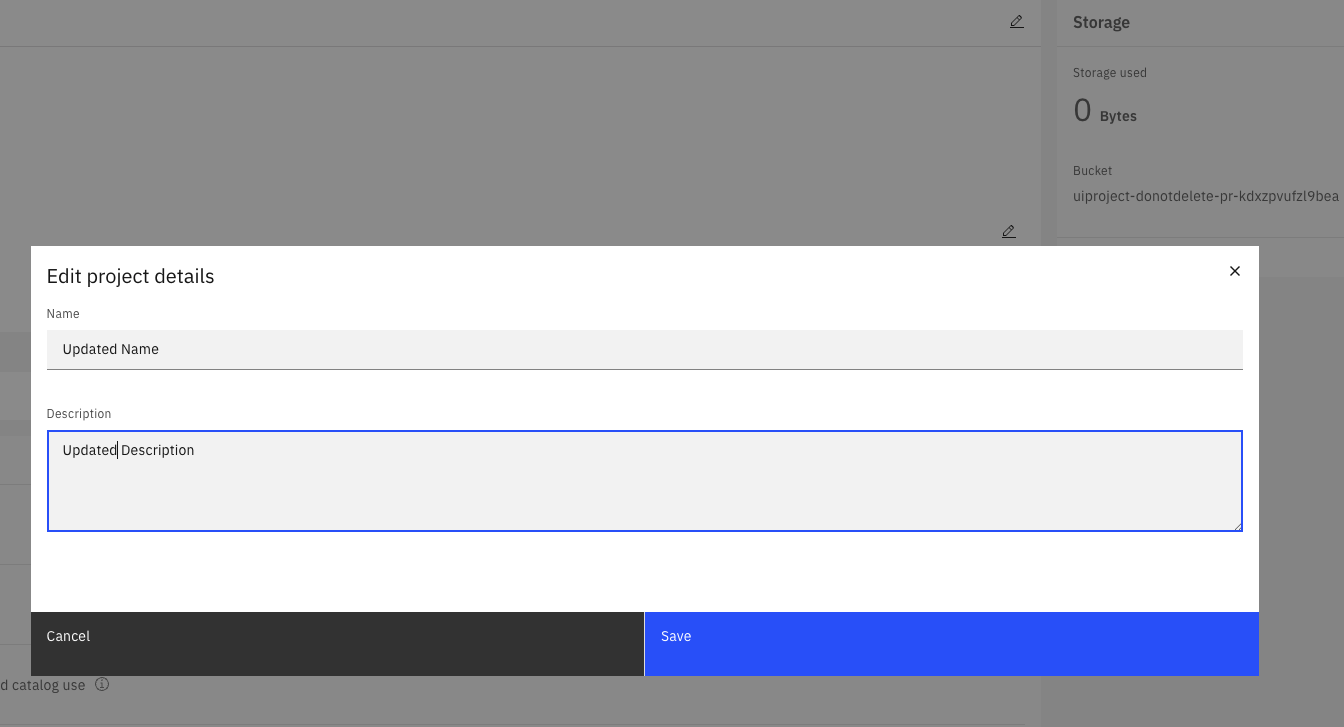 Storage
Storage used
0 Bytes
Bucket
uiproject-donotdelete-pr-kdxzpvufzl9bea
Edit project details
Name
Updated Name
Description
Updated Description
Cancel
Save
d catalog use